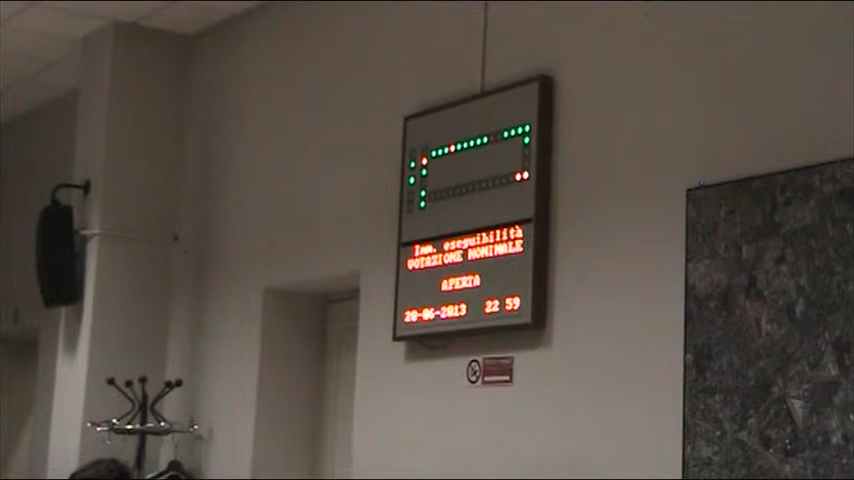 Imm. eseguibilità
VOTAZIONE NOMINALE
APERTA
20-06-2013 22 59